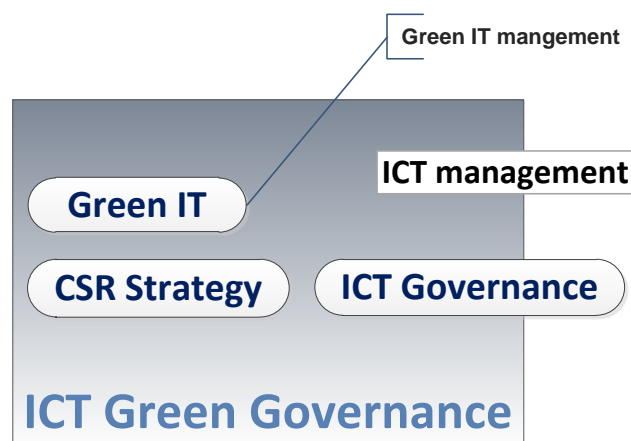 Green IT mangement
ICT management
Green IT
CSR Strategy
ICT Governance
ICT Green Governance